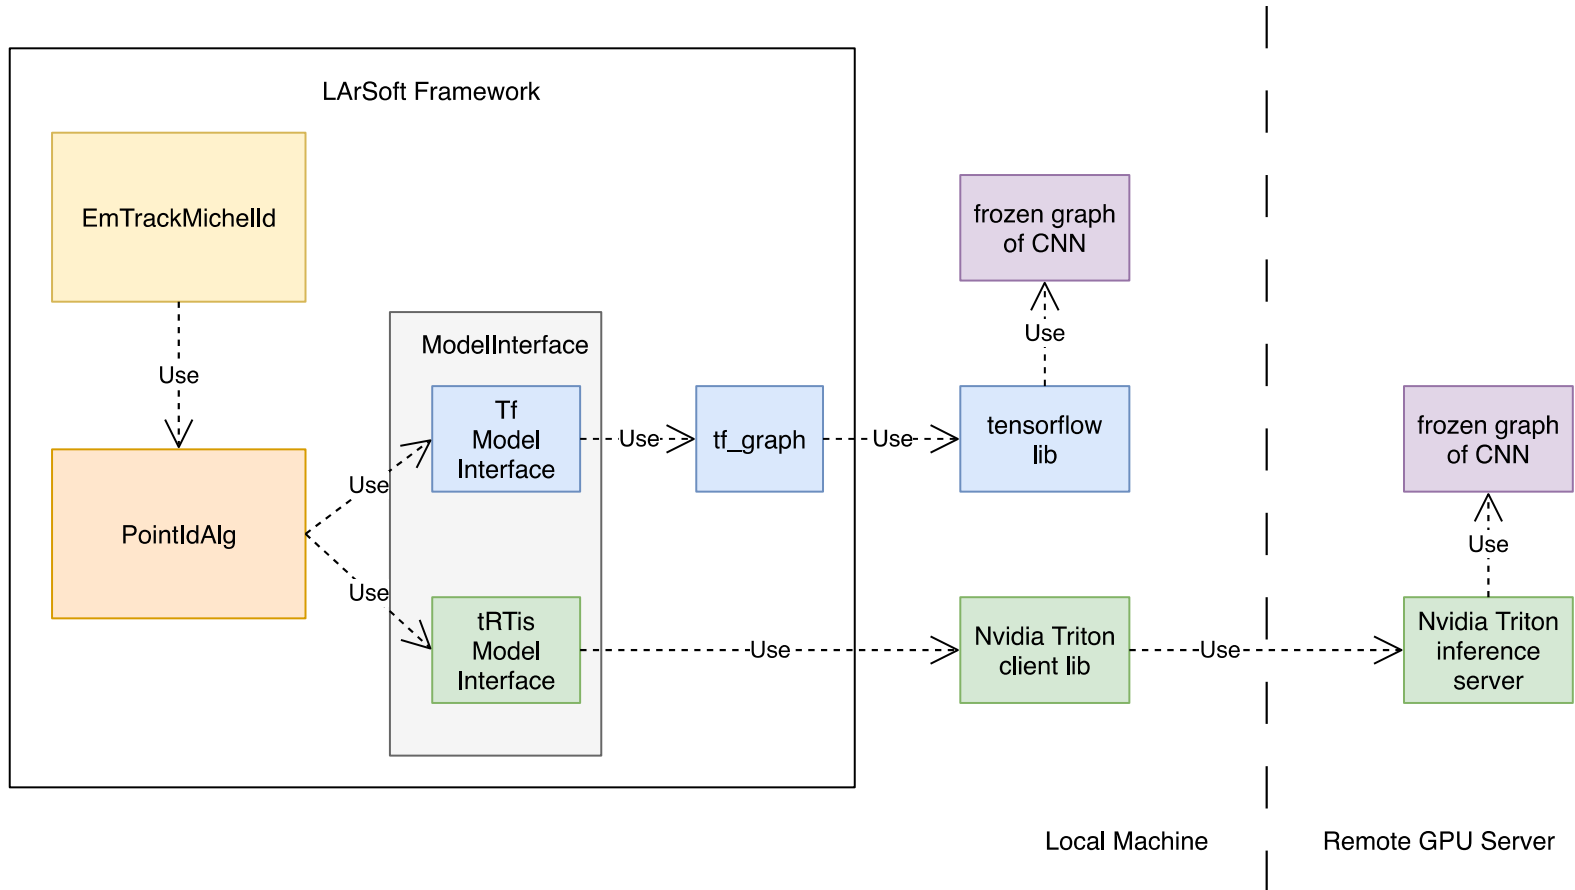 LArSoft Framework
EmTrackMichelId
Use
PointIdAlg
Use
Use
ModelInterface
Tf
Model
Interface
tRTis
Model
Interface
Use
tf_graph
Use
Use
frozen graph
of CNN
Use
tensorflow
lib
Nvidia Triton
client lib
Use
frozen graph
of CNN
Use
Nvidia Triton
inference
server
Local Machine
Remote GPU Server